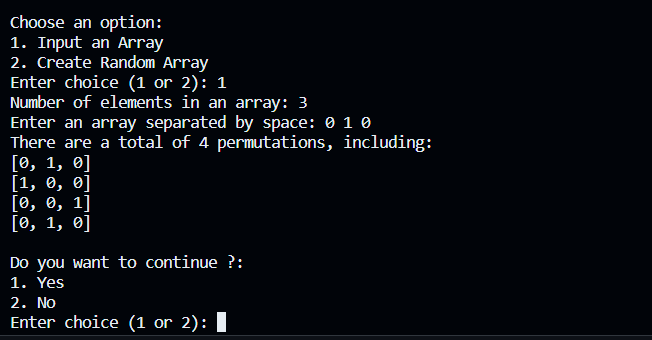 Choose an option:
1. Input an Array
2. Create Random Array
Enter choice (1 or 2): 1
Number of elements in an array: 3
Enter an array separated by space: 0 1 0
There are a total of 4 permutations, including:
[0, 1, 0]
[1, 0, 0]
[0, 0, 1]
[0, 1, 0]

Do you want to continue ?:
1. Yes
2. No
Enter choice (1 or 2):